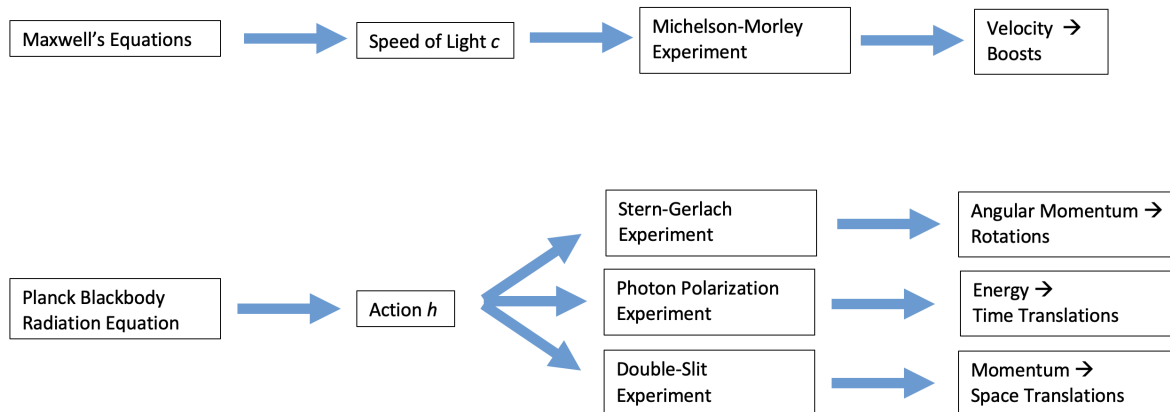 Maxwell's Equations
Speed of Light c
Michelson-Morley
Experiment
Velocity →
Boosts
Planck Blackbody
Radiation Equation
Action h
Stern-Gerlach
Experiment
Angular Momentum →
Rotations
Photon Polarization
Experiment
Energy →
Time Translations
Double-Slit
Experiment
Momentum →
Space Translations